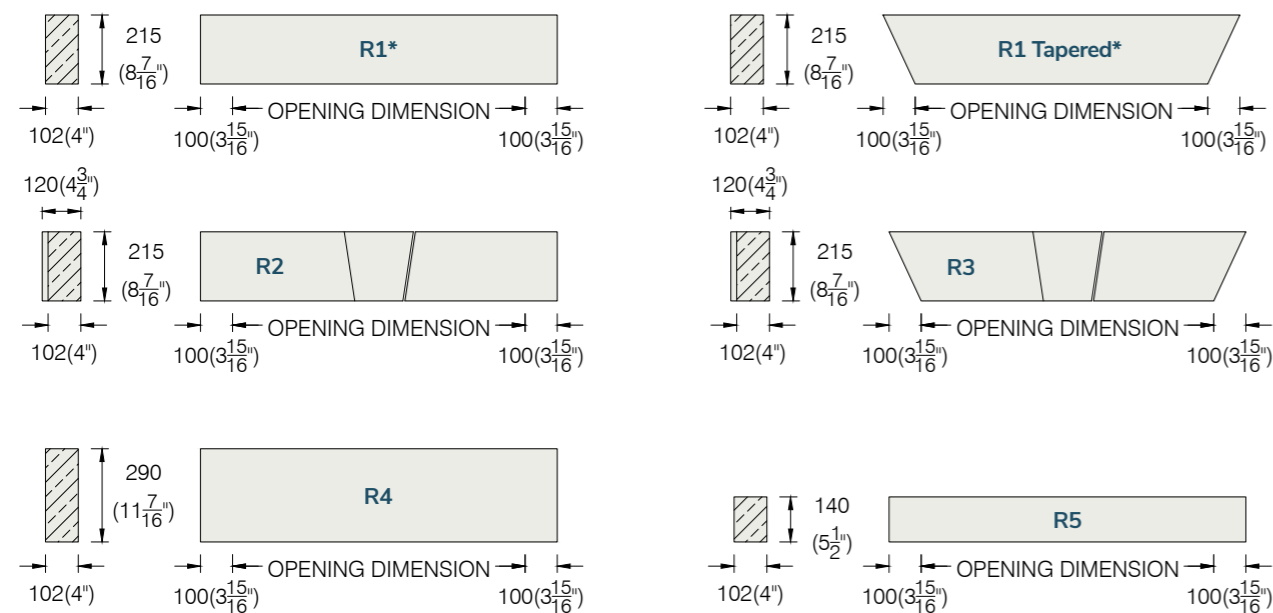 215
(8 7/16")
R1*
OPENING DIMENSION
102(4")
100(3 15/16")
100(3 15/16")
215
(8 7/16")
R1 Tapered*
OPENING DIMENSION
102(4")
100(3 15/16")
100(3 15/16")
120(4 3/4")
215
(8 7/16")
R2
OPENING DIMENSION
102(4")
100(3 15/16")
100(3 15/16")
120(4 3/4")
215
(8 7/16")
R3
OPENING DIMENSION
102(4")
100(3 15/16")
100(3 15/16")
290
(11 7/16")
R4
OPENING DIMENSION
102(4")
100(3 15/16")
100(3 15/16")
140
(5 1/2")
R5
OPENING DIMENSION
102(4")
100(3 15/16")
100(3 15/16")